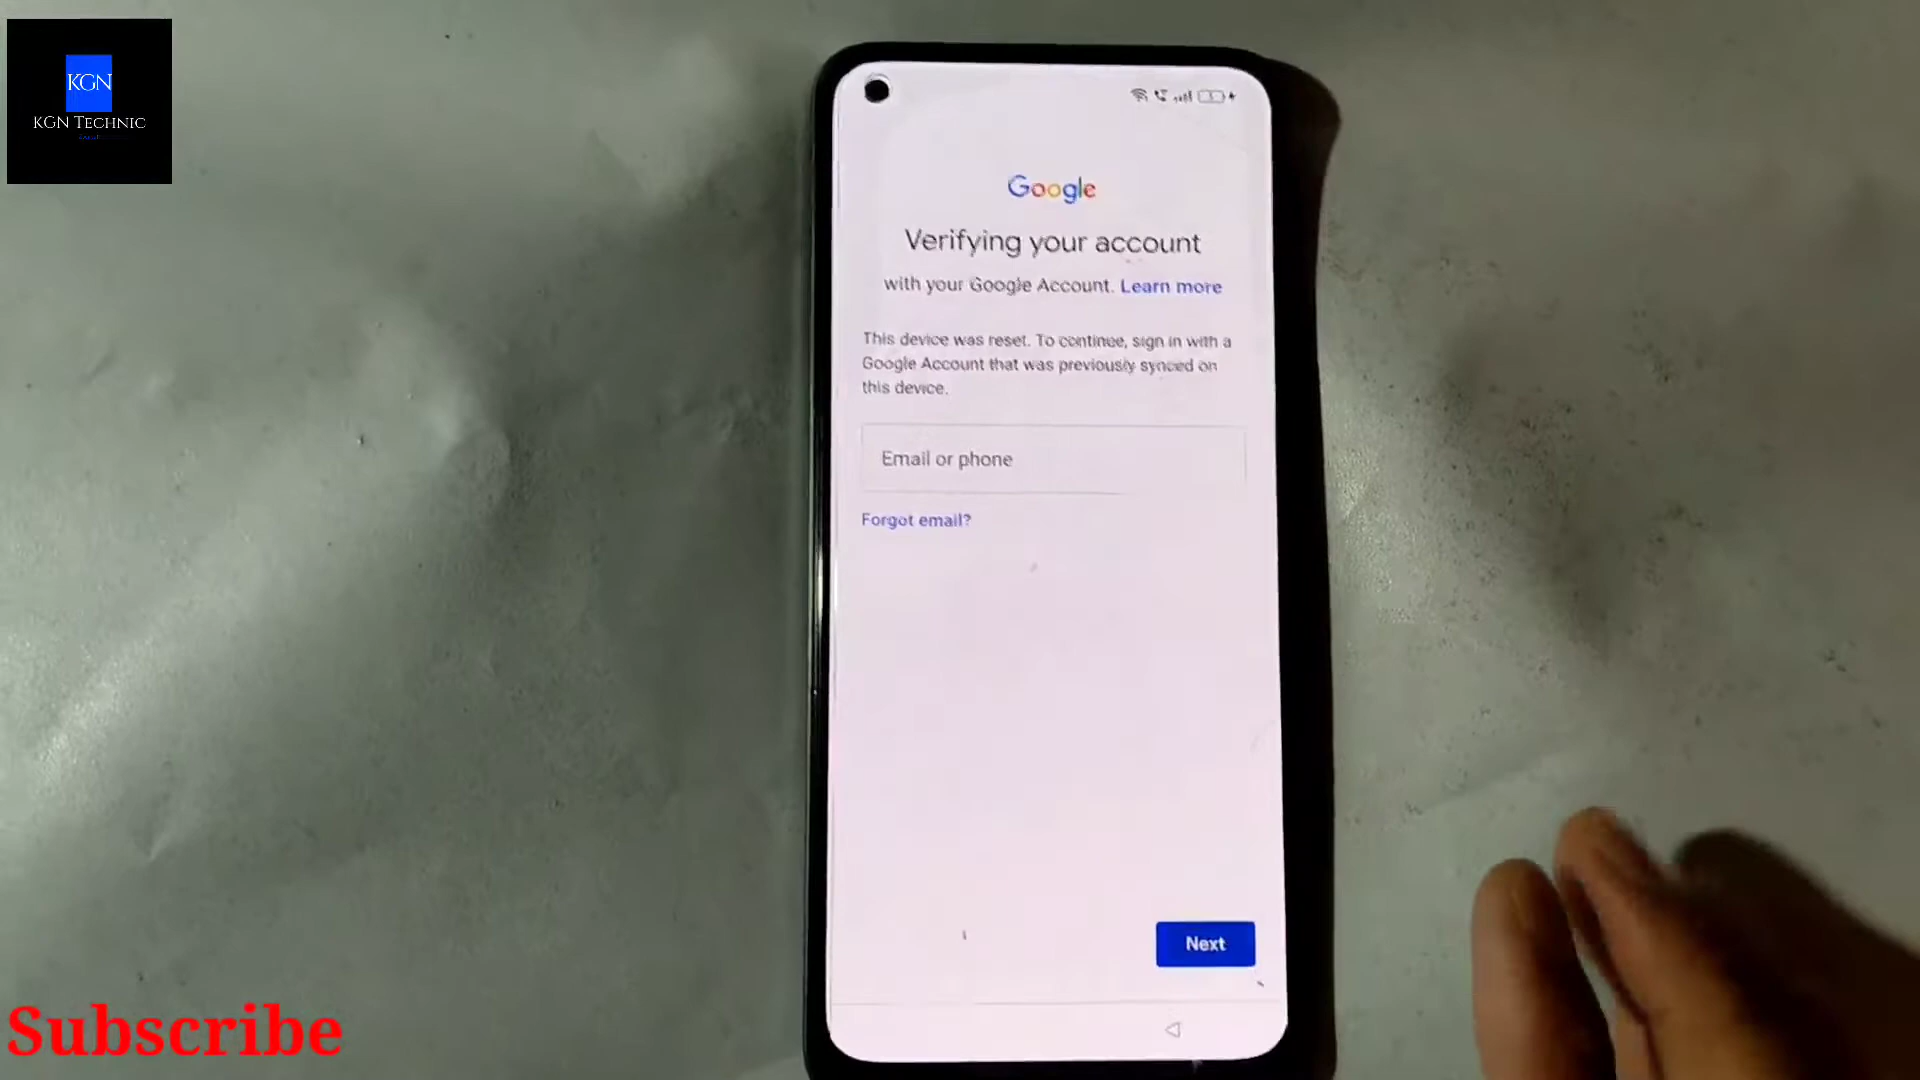 KGN
KGN TECHNIC
Google
Verifying your account
with your Google Account. Learn more
This device was reset. To continue, sign in with a
Google Account that was previously synced on
this device.
Email or phone
Forgot email?
Next
Subscribe